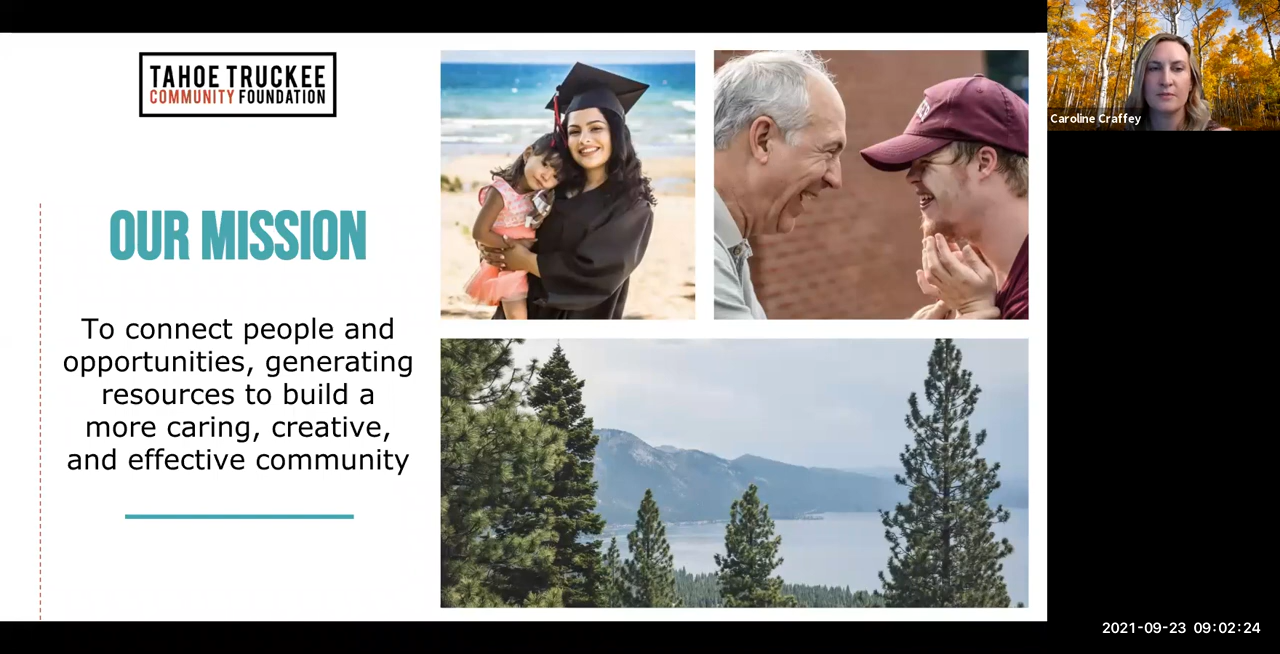 TAHOE TRUCKEE
COMMUNITY FOUNDATION
OUR MISSION
To connect people and
opportunities, generating
resources to build a
more caring, creative,
and effective community
Caroline Craffey
2021-09-23 09:02:24